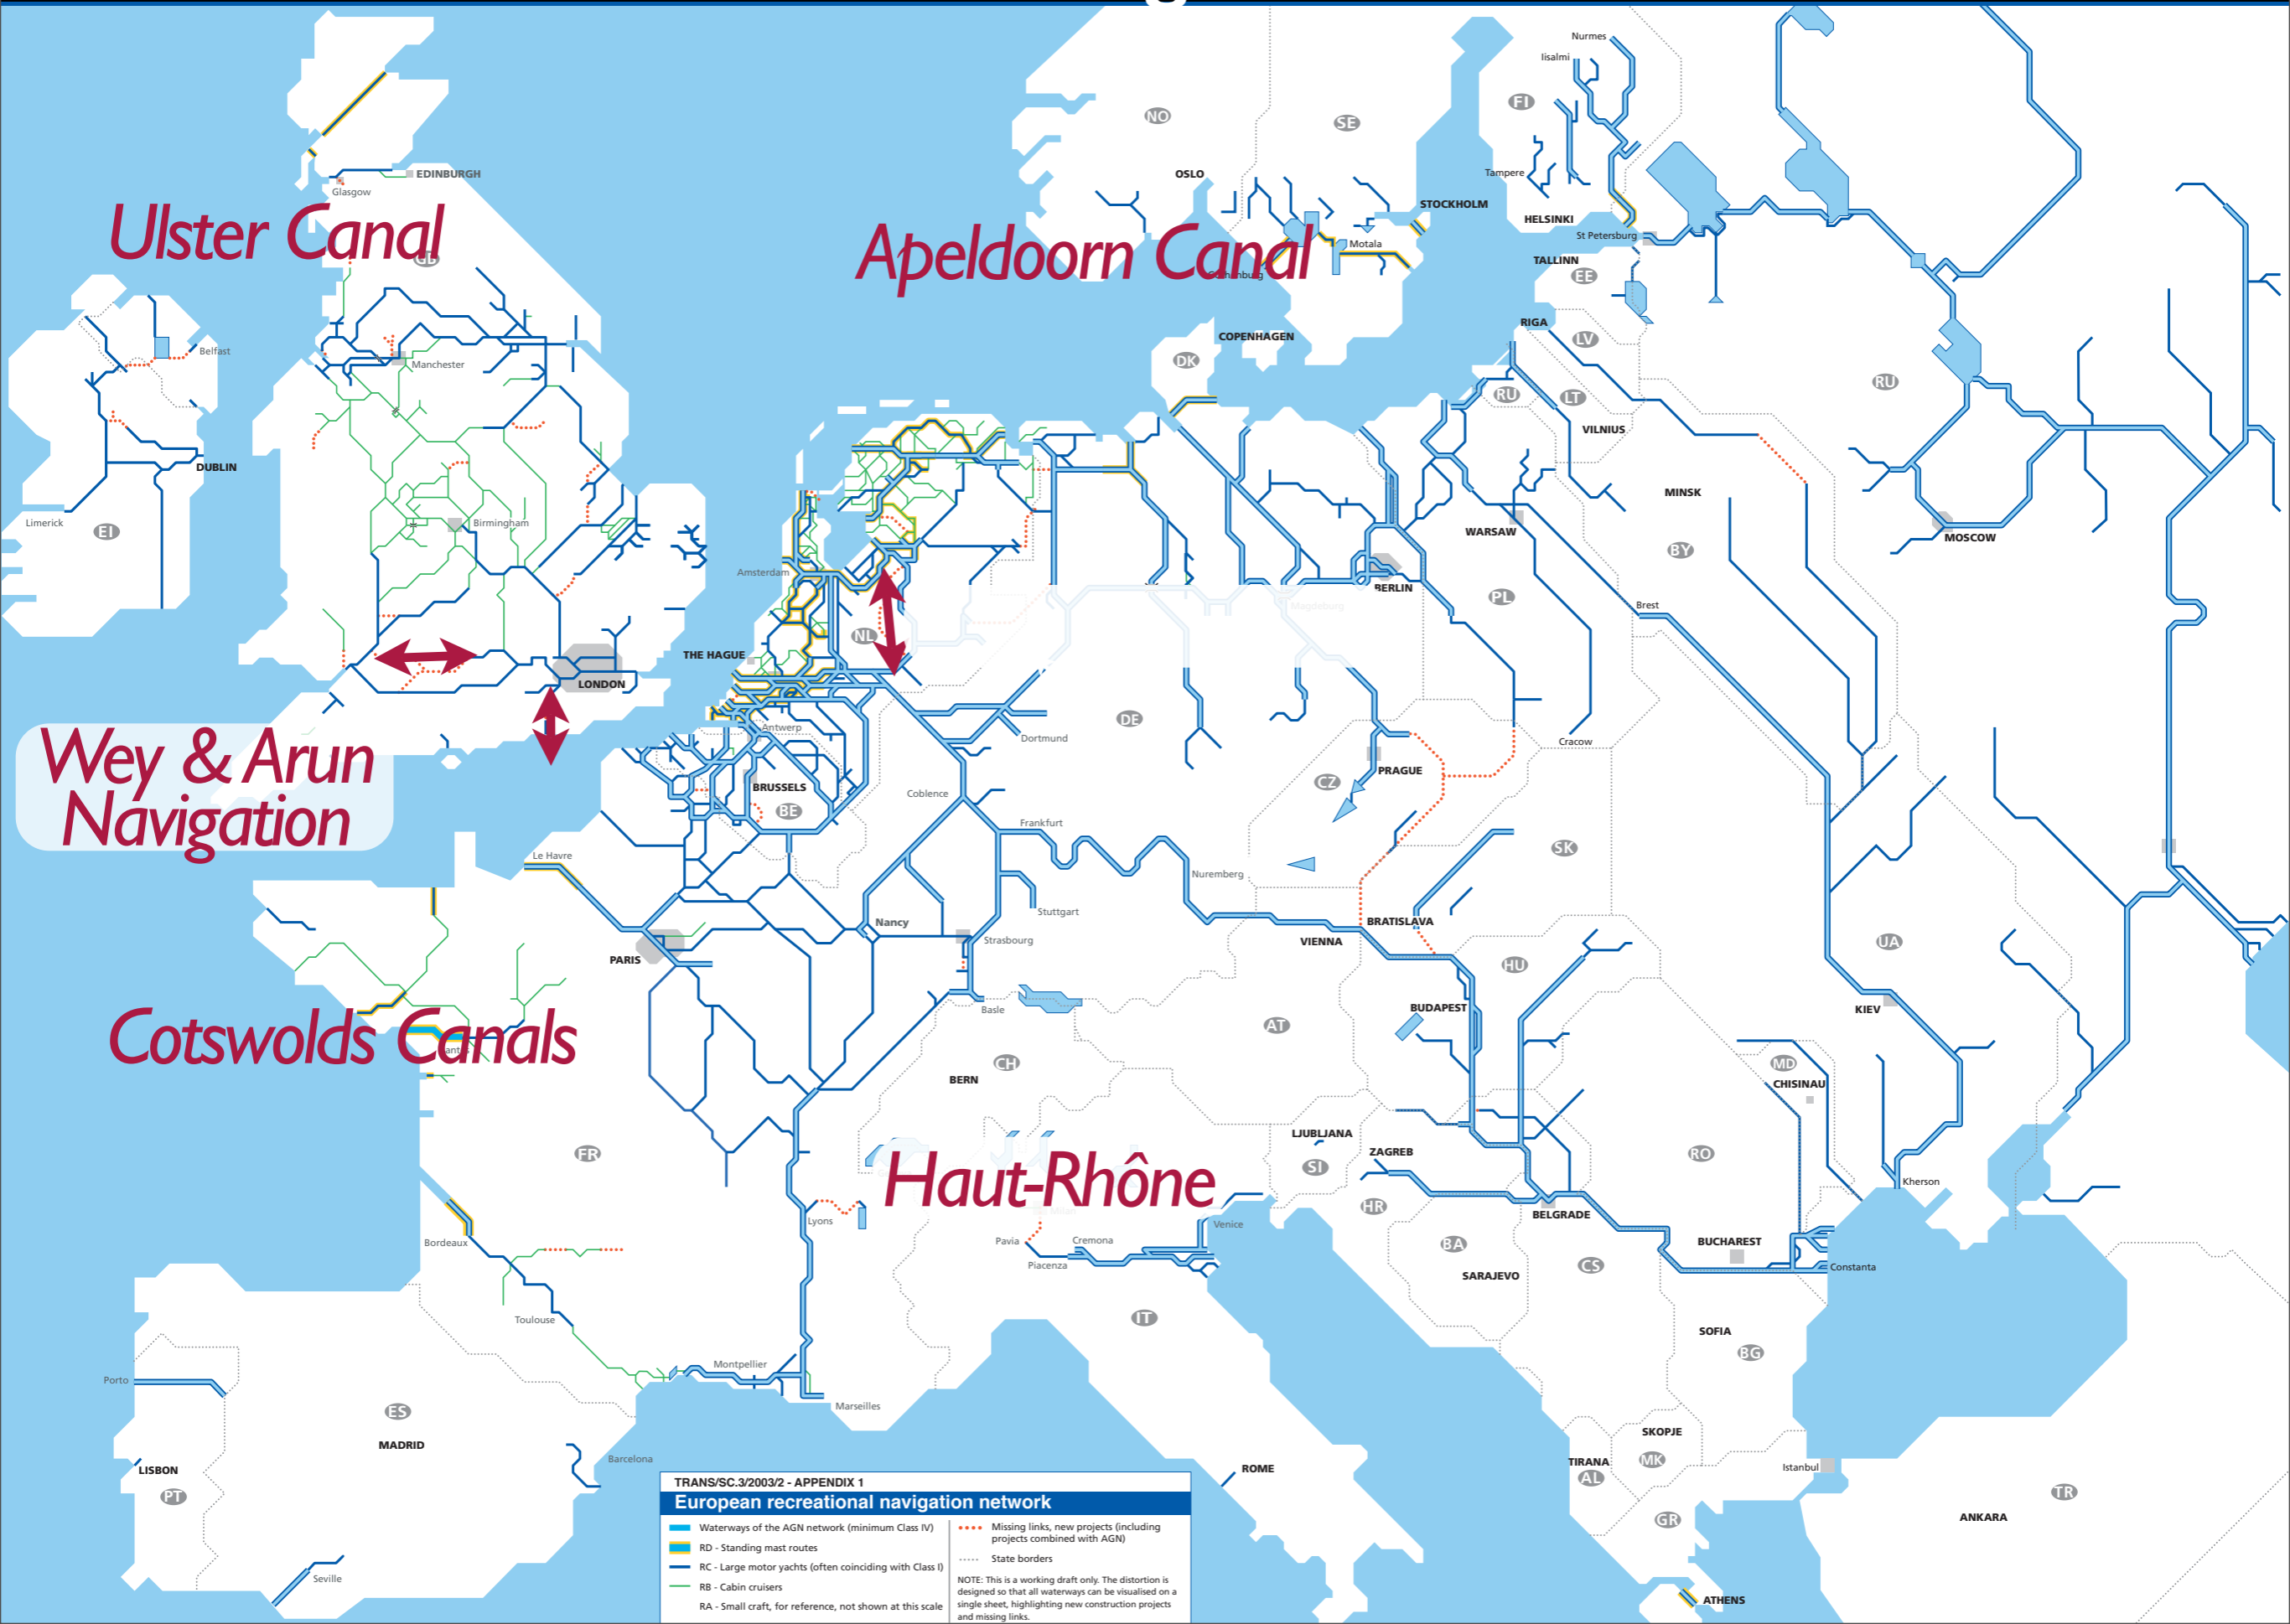 Nurmes
Iisalmi
FI
NO
SE
EDINBURGH
Glasgow
OSLO
Tampere
STOCKHOLM
HELSINKI
St Petersburg
Ulster Canal
GB
Apeldoorn Canal
Motala
TALLINN
EE
RIGA
COPENHAGEN
LV
Belfast
DK
Manchester
RU
LT
RU
VILNIUS
DUBLIN
Limerick
EI
Birmingham
MINSK
WARSAW
BY
MOSCOW
Amsterdam
BERLIN
PL
Magdeburg
Brest
NL
THE HAGUE
LONDON
Antwerp
DE
Dortmund
Cracow
Wey & Arun
Navigation
PRAGUE
CZ
BRUSSELS
BE
Coblence
Frankfurt
SK
Le Havre
Nuremberg
Nancy
Stuttgart
BRATISLAVA
VIENNA
Strasbourg
PARIS
UA
HU
Basle
BUDAPEST
KIEV
Cotswolds Canals
AT
CH
BERN
MD
CHISINAU
FR
LJUBLJANA
SI
ZAGREB
RO
Haut-Rhône
Kherson
HR
BELGRADE
Lyons
Venice
Pavia
Cremona
Piacenza
Bordeaux
BA
SARAJEVO
CS
BUCHAREST
Constanta
IT
Toulouse
SOFIA
BG
Montpellier
Porto
Marseilles
ES
MADRID
SKOPJE
MK
Barcelona
LISBON
PT
ROME
TIRANA
AL
Istanbul
TR
GR
ANKARA
Seville
ATHENS
TRANS/SC.3/2003/2 - APPENDIX 1
European recreational navigation network
Waterways of the AGN network (minimum Class IV)
RD - Standing mast routes
RC - Large motor yachts (often coinciding with Class I)
RB - Cabin cruisers
RA - Small craft, for reference, not shown at this scale
Missing links, new projects (including
projects combined with AGN)
State borders
NOTE: This is a working draft only. The distortion is
designed so that all waterways can be visualised on a
single sheet, highlighting new construction projects
and missing links.